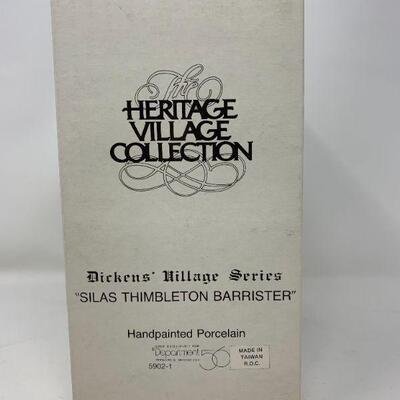 The
HERITAGE
VILLAGE
COLLECTION
Dickens' Village Series
"SILAS THIMBLETON BARRISTER"
Handpainted Porcelain
Department 56
5902-1
MADE IN
TAIWAN
R.O.C.